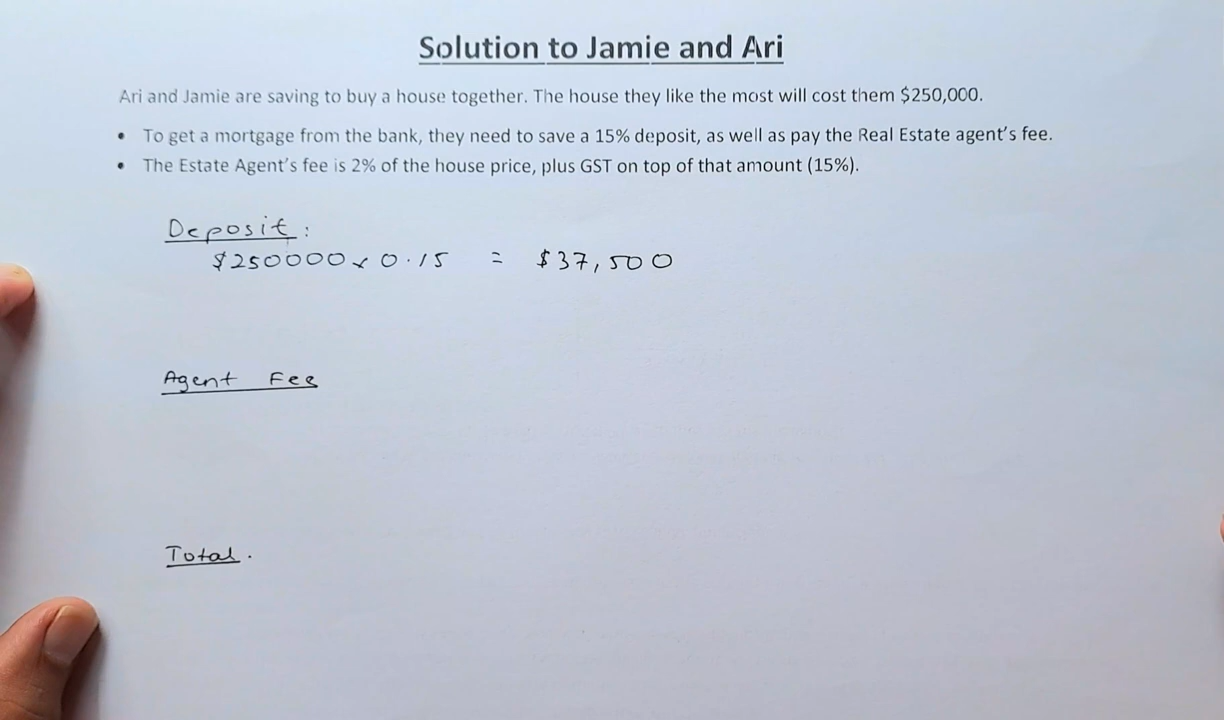 Solution to Jamie and Ari
Ari and Jamie are saving to buy a house together. The house they like the most will cost them $250,000.
• To get a mortgage from the bank, they need to save a 15% deposit, as well as pay the Real Estate agent's fee.
• The Estate Agent's fee is 2% of the house price, plus GST on top of that amount (15%).
Deposit:
$250000 x 0.15 = $37,500
Agent Fee
Total.